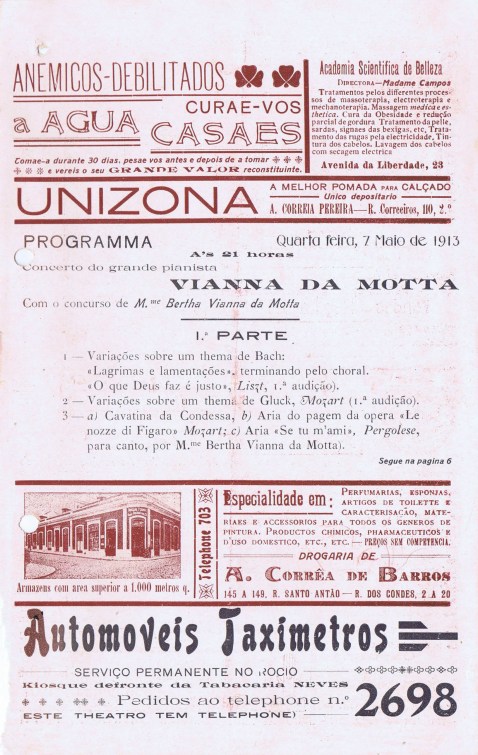 ANEMICOS-DEBILITADOS
CURAE-VOS
a AGUA CASAES
Comae-a durante 30 dias. pesae vos antes e depois de a tomar
e vereis o seu GRANDE VALOR reconstituinte.
Academia Scientifica de Belleza
DIRECTORA—Madame Campos
Tratamentos pelos differentes proces-
sos de massoterapia, electroterapia e
mechanoterapia. Massagem medica e es-
thetica. Cura da Obesidade e redução
parcial de gordura Tratamento da pelle,
sardas, signaes das bexigas, etc, Trata-
mento das rugas pela electricidade, Tin-
tura dos cabelos. Lavagem dos cabelos
com secagem electrica
Avenida da Liberdade, 23
UNIZONA
A MELHOR POMADA PARA CALÇADO
Unico depositario
A. CORREIA PEREIRA—R. Correeiros, 110, 2.º
PROGRAMMA
Quarta feira, 7 Maio de 1913
A's 21 horas
Concerto do grande pianista
VIANNA DA MOTTA
Com o concurso de M.me Bertha Vianna da Motta
1.ª PARTE
1 — Variações sobre um thema de Bach:
«Lagrimas e lamentações», terminando pelo choral.
«O que Deus faz é justo», Liszt, (1.ª audição).
2 — Variações sobre um thema de Gluck, Mozart (1.ª audição).
3 — a) Cavatina da Condessa, b) Aria do pagem da opera «Le
nozze di Figaro» Mozart; c) Aria «Se tu m'ami», Pergolese,
para canto, por M.me Bertha Vianna da Motta).
Segue na pagina 6
Armazens com area superior a 1.000 metros q.
Telephone 703
Especialidade em:
PERFUMARIAS, ESPONJAS,
ARTIGOS DE TOILETTE E
CARACTERISAÇÃO, MATE-
RIAES E ACCESSORIOS PARA TODOS OS GENEROS DE
PINTURA. PRODUCTOS CHIMICOS, PHARMACEUTICOS E
D'USO DOMESTICO, ETC., ETC. — PREÇOS SEM COMPETENCIA,
DROGARIA DE
A. CORRÊA DE BARROS
145 A 149, R. SANTO ANTÃO — R. DOS CONDES, 2 A 20
Automoveis Taximetros
SERVIÇO PERMANENTE NO ROCIO
Kiosque defronte da Tabacaria NEVES
Pedidos ao telephone n.º 2698
ESTE THEATRO TEM TELEPHONE)